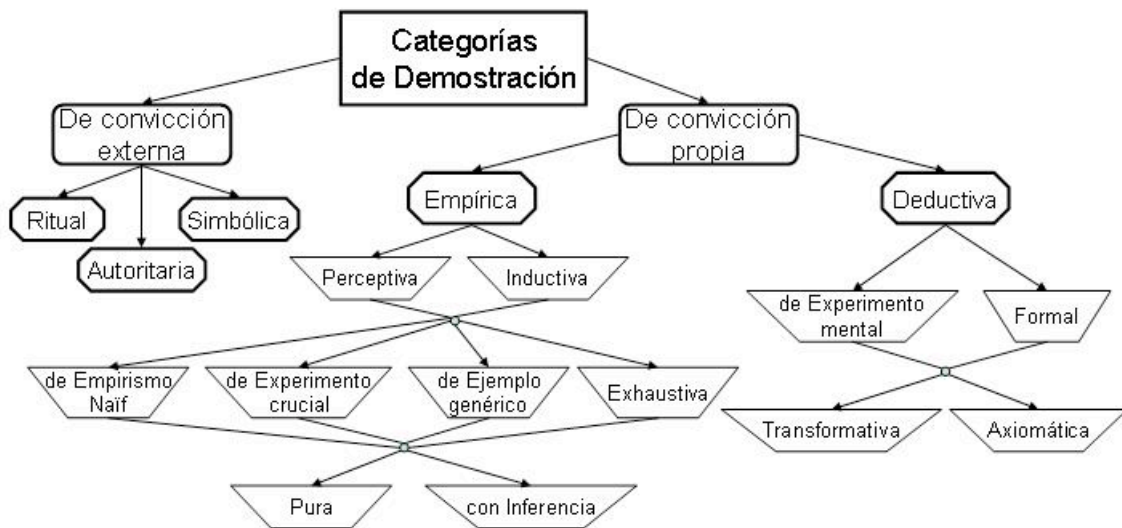 Categorías
de Demostración
De convicción
externa
De convicción
propia
Ritual
Simbólica
Autoritaria
Empírica
Deductiva
Perceptiva
Inductiva
de Experimento
mental
Formal
de Empirismo
Naïf
de Experimento
crucial
de Ejemplo
genérico
Exhaustiva
Transformativa
Axiomática
Pura
con Inferencia